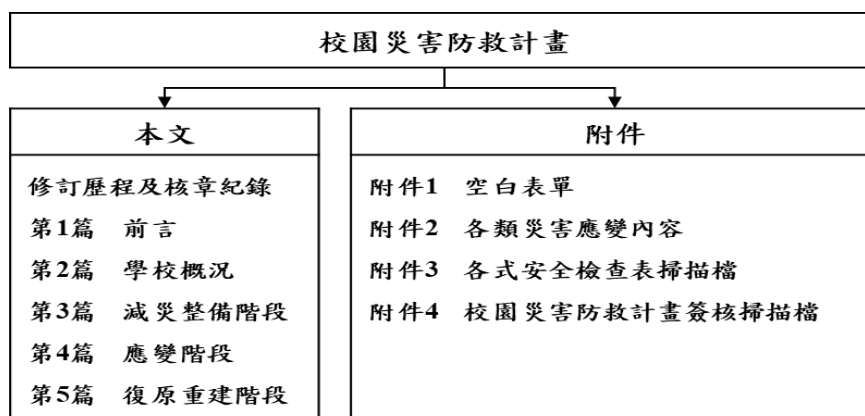 校園災害防救計畫
本文
修訂歷程及核章紀錄
第1篇 前言
第2篇 學校概況
第3篇 減災整備階段
第4篇 應變階段
第5篇 復原重建階段
附件
附件1 空白表單
附件2 各類災害應變內容
附件3 各式安全檢查表掃描檔
附件4 校園災害防救計畫簽核掃描檔